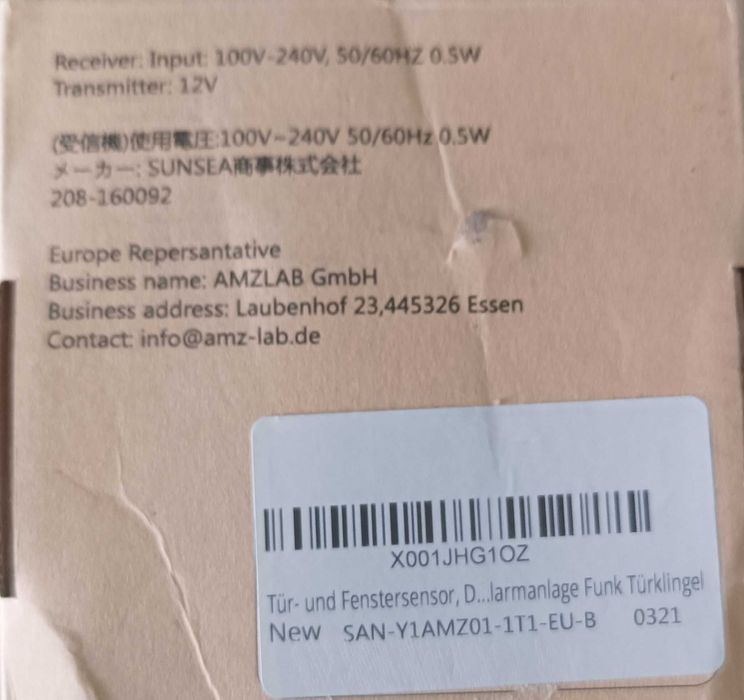 Receiver: Input: 100V-240V, 50/60HZ 0.5W
Transmitter: 12V
(受信機)使用電圧:100V~240V 50/60Hz 0.5W
メーカー: SUNSEA商事株式会社
208-160092
Europe Repersantative
Business name: AMZLAB GmbH
Business address: Laubenhof 23,445326 Essen
Contact: info@amz-lab.de
X001JHG1OZ
Tür- und Fenstersensor, D...larmanlage Funk Türklingel
New SAN-Y1AMZ01-1T1-EU-B 0321